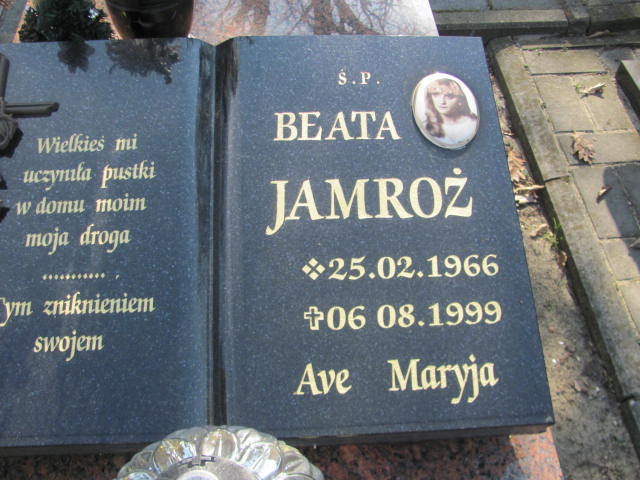 Wielkieś mi
uczyniła pustki
w domu moim
moja droga
...........,
Tym zniknieniem
swojem
Ś.P.
BEATA
JAMROŻ
❖25.02.1966
✞06 08.1999
Ave Maryja